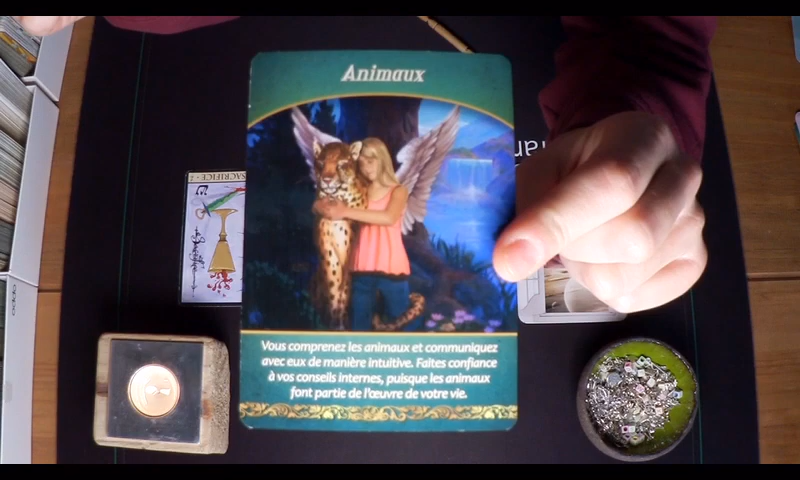 Animaux
SACRIFICE • 2
Vous comprenez les animaux et communiquez
avec eux de manière intuitive. Faites confiance
à vos conseils internes, puisque les animaux
font partie de l'œuvre de votre vie.